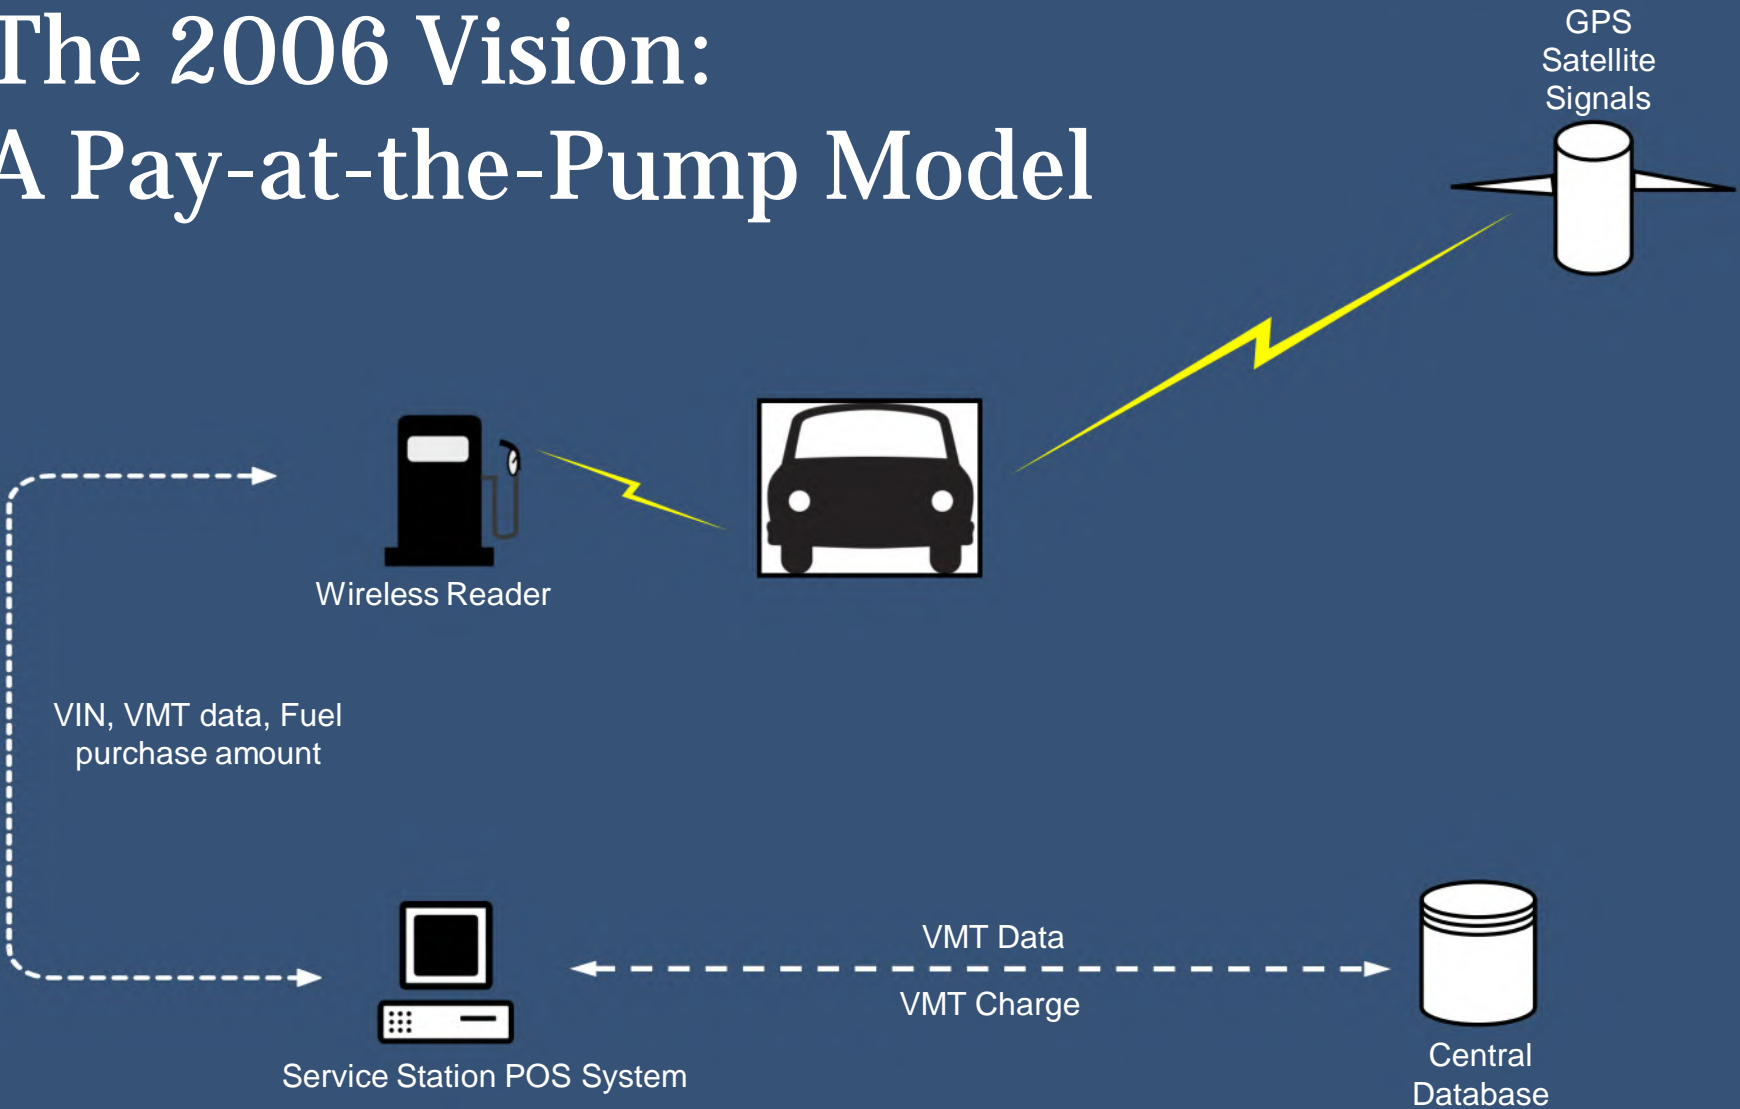 The 2006 Vision:
A Pay-at-the-Pump Model
GPS
Satellite
Signals
Wireless Reader
VIN, VMT data, Fuel
purchase amount
VMT Data
VMT Charge
Service Station POS System
Central
Database